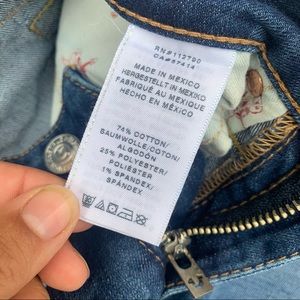 RN#112790
CA#57414
MADE IN MEXICO
HERGESTELLT IN MEXIKO
FABRIQUÉ AU MEXIQUE
HECHO EN MÉXICO
74% COTTON/
BAUMWOLLE/COTON/
ALGODÓN
25% POLYESTER/
POLIÉSTER
1% SPANDEX/
SPÁNDEX